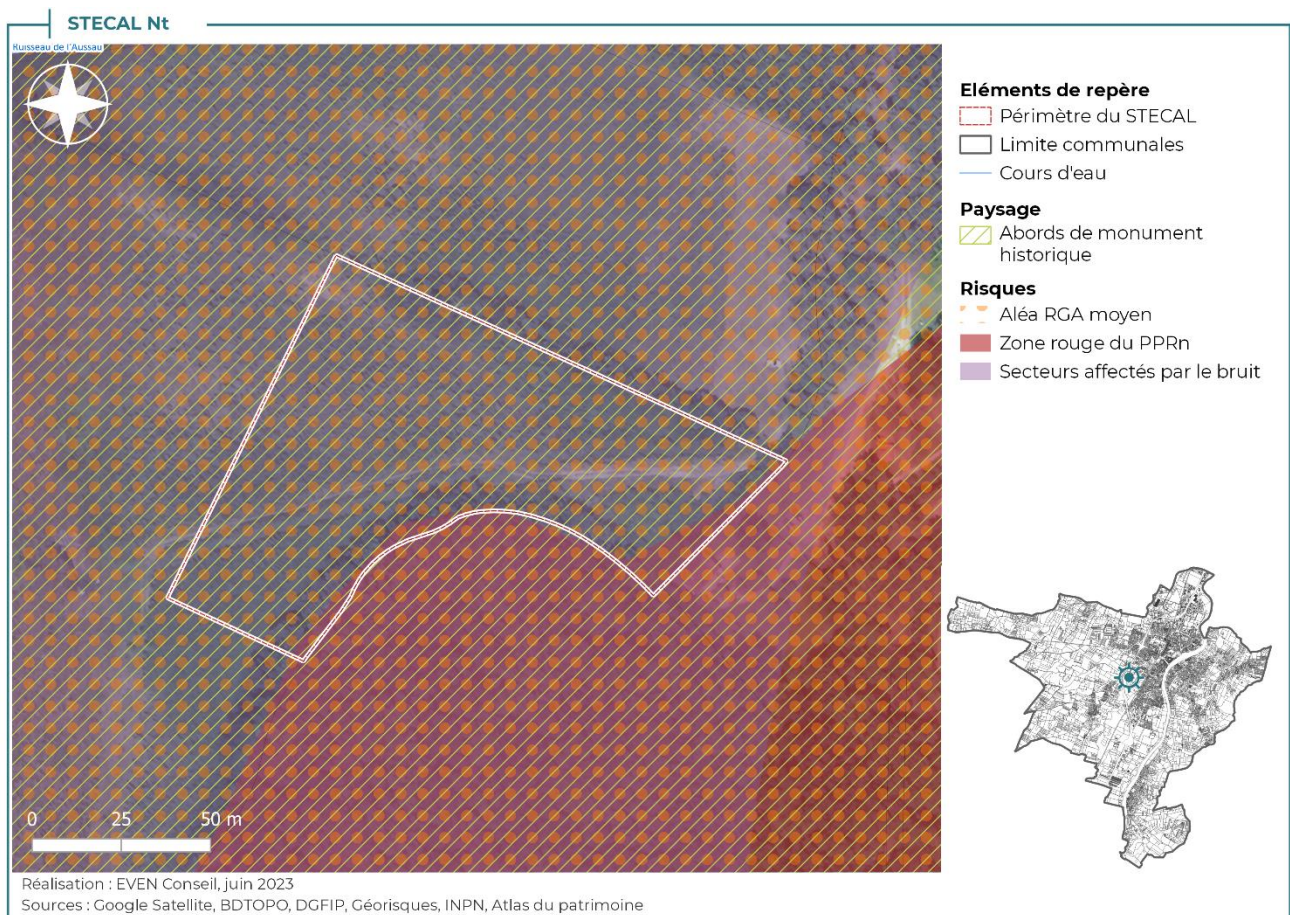 STECAL Nt
Ruisseau de l'Aussau
Eléments de repère
Périmètre du STECAL
Limite communales
Cours d'eau
Paysage
Abords de monument
historique
Risques
Aléa RGA moyen
Zone rouge du PPRn
Secteurs affectés par le bruit
0 25 50 m
Réalisation : EVEN Conseil, juin 2023
Sources : Google Satellite, BDTOPO, DGFIP, Géorisques, INPN, Atlas du patrimoine